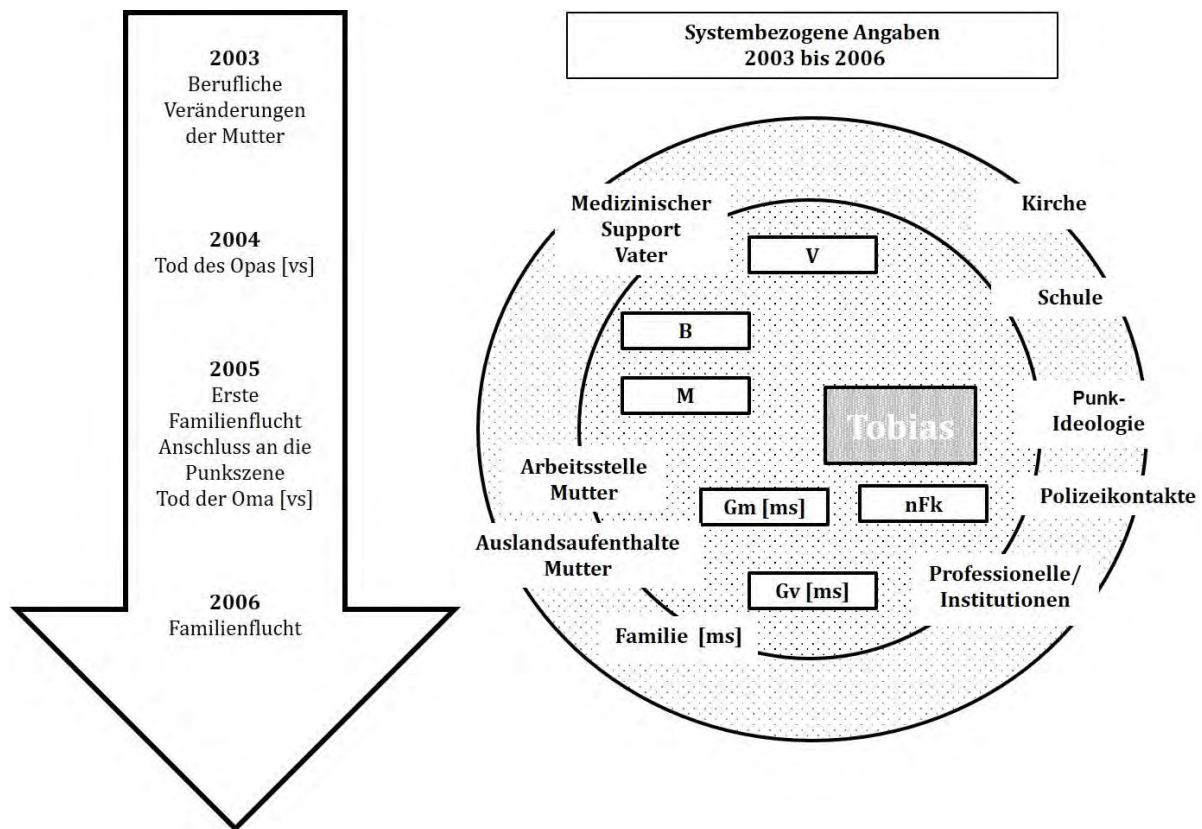 2003
Berufliche
Veränderungen
der Mutter
2004
Tod des Opas [vs]
2005
Erste
Familienflucht
Anschluss an die
Punkszene
Tod der Oma [vs]
2006
Familienflucht
Systembezogene Angaben
2003 bis 2006
Medizinischer
Support
Vater
Kirche
V
Schule
B
M
Tobias
Punk-
Ideologie
Arbeitsstelle
Mutter
Gm [ms]
nFk
Polizeikontakte
Auslandsaufenthalte
Mutter
Gv [ms]
Professionelle/
Institutionen
Familie [ms]